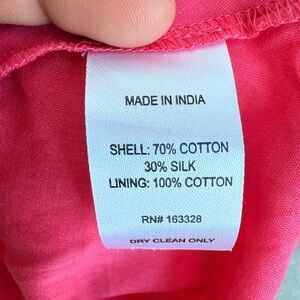 MADE IN INDIA
SHELL: 70% COTTON
30% SILK
LINING: 100% COTTON
RN# 163328
DRY CLEAN ONLY